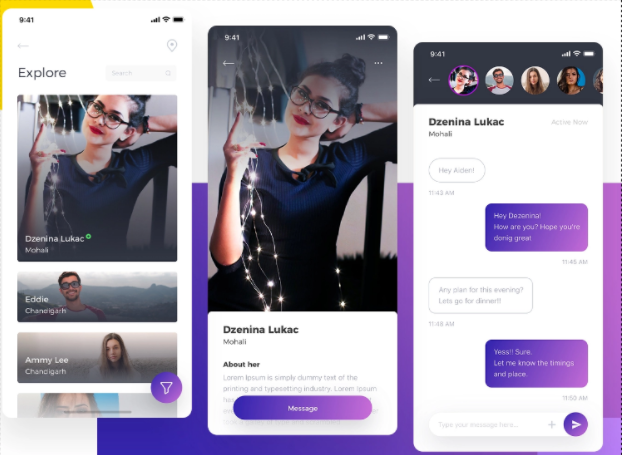 9:41
Explore
Search
Dzenina Lukac
Mohali
Eddie
Chandigarh
Ammy Lee
Chandigarh
9:41
Dzenina Lukac
Mohali
About her
Lorem Ipsum is simply dummy text of the
printing and typesetting industry. Lorem Ipsum
Message
9:41
Dzenina Lukac
Active Now
Mohali
Hey Aiden!
11:43 AM
Hey Dezenina!
How are you? Hope you're
donig great!
11:45 AM
Any plan for this evening?
Lets go for dinner!!
11:48 AM
Yess!! Sure.
Let me know the timings
and place.
11:50 AM
Type your message here...